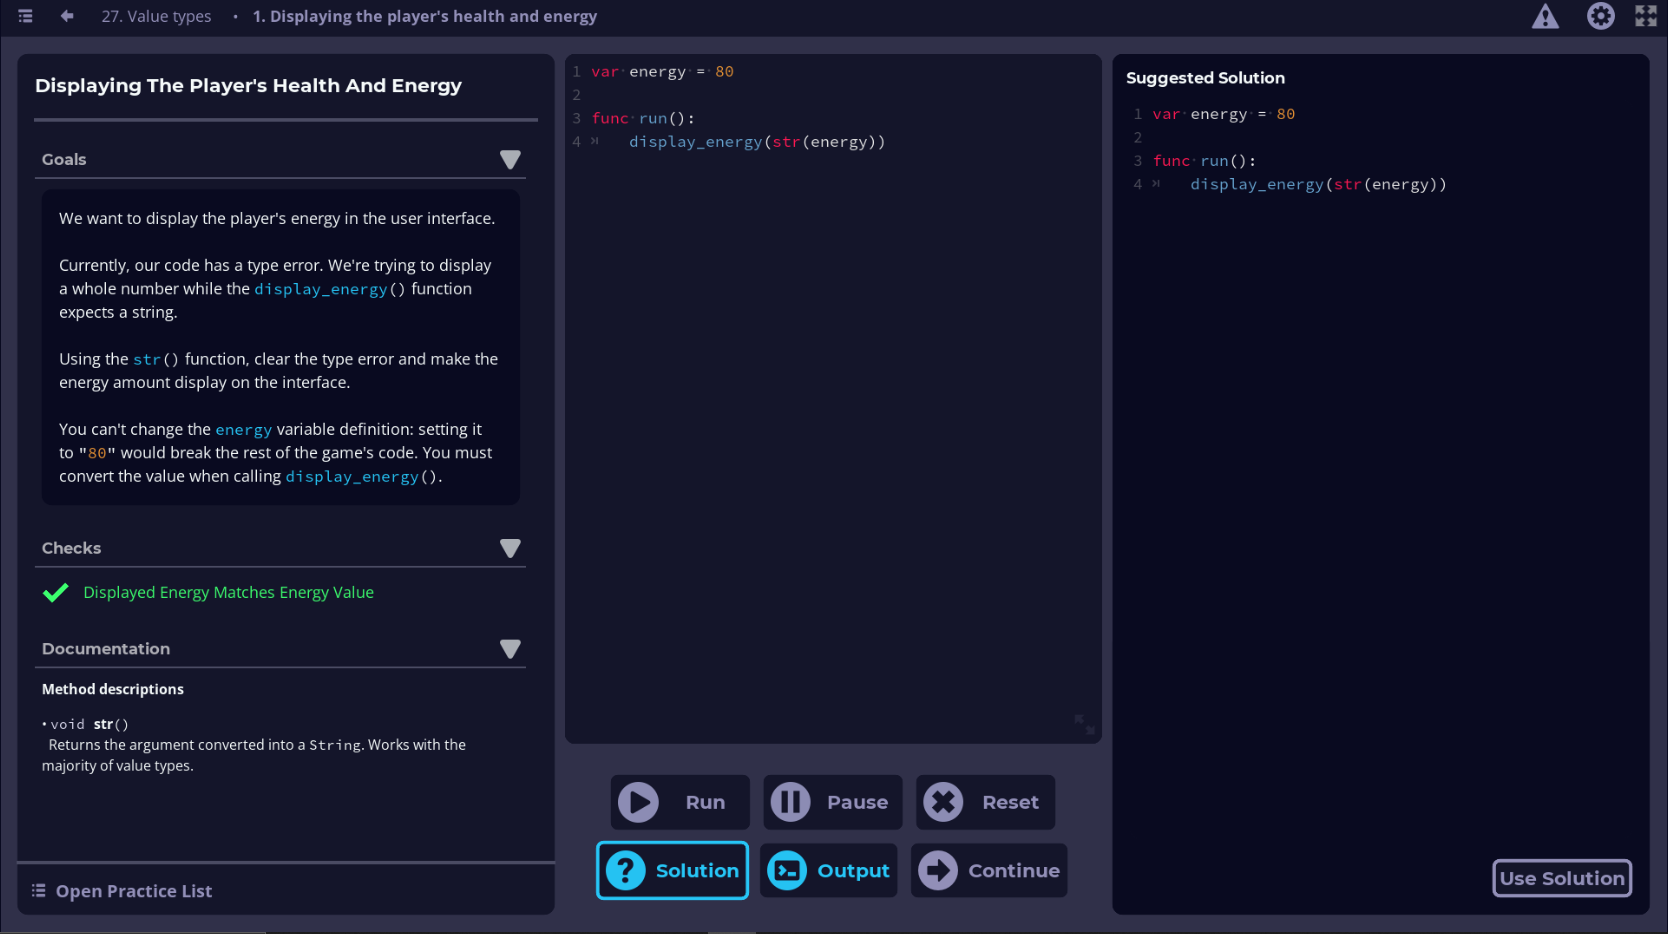 27. Value types • 1. Displaying the player's health and energy
Displaying The Player's Health And Energy
Goals
We want to display the player's energy in the user interface.
Currently, our code has a type error. We're trying to display
a whole number while the display_energy() function
expects a string.
Using the str() function, clear the type error and make the
energy amount display on the interface.
You can't change the energy variable definition: setting it
to "80" would break the rest of the game's code. You must
convert the value when calling display_energy().
Checks
Displayed Energy Matches Energy Value
Documentation
Method descriptions
• void str()
Returns the argument converted into a String. Works with the
majority of value types.
Open Practice List
1 var energy = 80
2
3 func run():
4 display_energy(str(energy))
Run
Pause
Reset
Solution
Output
Continue
Suggested Solution
1 var energy = 80
2
3 func run():
4 display_energy(str(energy))
Use Solution